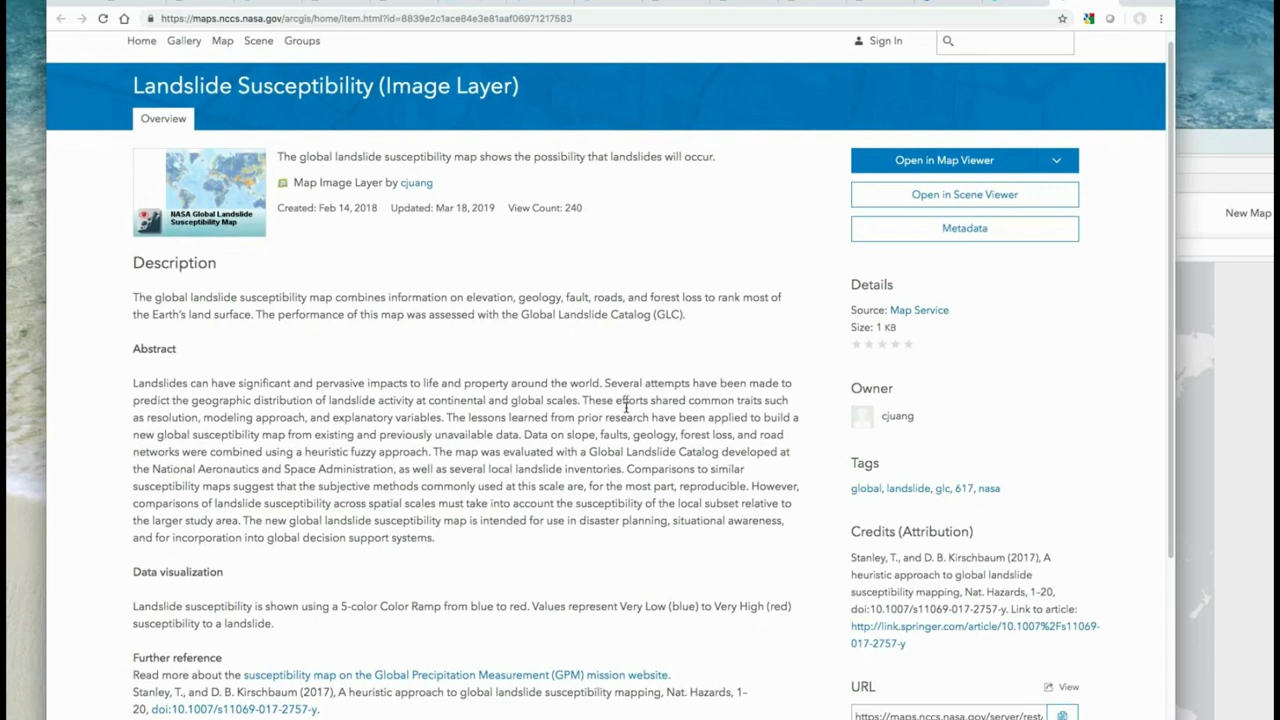 https://maps.nccs.nasa.gov/arcgis/home/item.html?id=8839e2c1ace84e3e81aaf06971217583
Home Gallery Map Scene Groups
Sign In
Landslide Susceptibility (Image Layer)
Overview
NASA Global Landslide
Susceptibility Map
The global landslide susceptibility map shows the possibility that landslides will occur.
Map Image Layer by cjuang
Created: Feb 14, 2018 Updated: Mar 18, 2019 View Count: 240
Open in Map Viewer
Open in Scene Viewer
Metadata
New Map
Description
The global landslide susceptibility map combines information on elevation, geology, fault, roads, and forest loss to rank most of
the Earth's land surface. The performance of this map was assessed with the Global Landslide Catalog (GLC).
Abstract
Landslides can have significant and pervasive impacts to life and property around the world. Several attempts have been made to
predict the geographic distribution of landslide activity at continental and global scales. These efforts shared common traits such
as resolution, modeling approach, and explanatory variables. The lessons learned from prior research have been applied to build a
new global susceptibility map from existing and previously unavailable data. Data on slope, faults, geology, forest loss, and road
networks were combined using a heuristic fuzzy approach. The map was evaluated with a Global Landslide Catalog developed at
the National Aeronautics and Space Administration, as well as several local landslide inventories. Comparisons to similar
susceptibility maps suggest that the subjective methods commonly used at this scale are, for the most part, reproducible. However,
comparisons of landslide susceptibility across spatial scales must take into account the susceptibility of the local subset relative to
the larger study area. The new global landslide susceptibility map is intended for use in disaster planning, situational awareness,
and for incorporation into global decision support systems.
Data visualization
Landslide susceptibility is shown using a 5-color Color Ramp from blue to red. Values represent Very Low (blue) to Very High (red)
susceptibility to a landslide.
Further reference
Read more about the susceptibility map on the Global Precipitation Measurement (GPM) mission website.
Stanley, T., and D. B. Kirschbaum (2017), A heuristic approach to global landslide susceptibility mapping, Nat. Hazards, 1–
20, doi:10.1007/s11069-017-2757-y.
Details
Source: Map Service
Size: 1 KB
Owner
cjuang
Tags
global, landslide, glc, 617, nasa
Credits (Attribution)
Stanley, T., and D. B. Kirschbaum (2017), A
heuristic approach to global landslide
susceptibility mapping, Nat. Hazards, 1–20,
doi:10.1007/s11069-017-2757-y. Link to article:
http://link.springer.com/article/10.1007%2Fs11069-
017-2757-y
URL
View
https://maps.nccs.nasa.gov/server/rest/